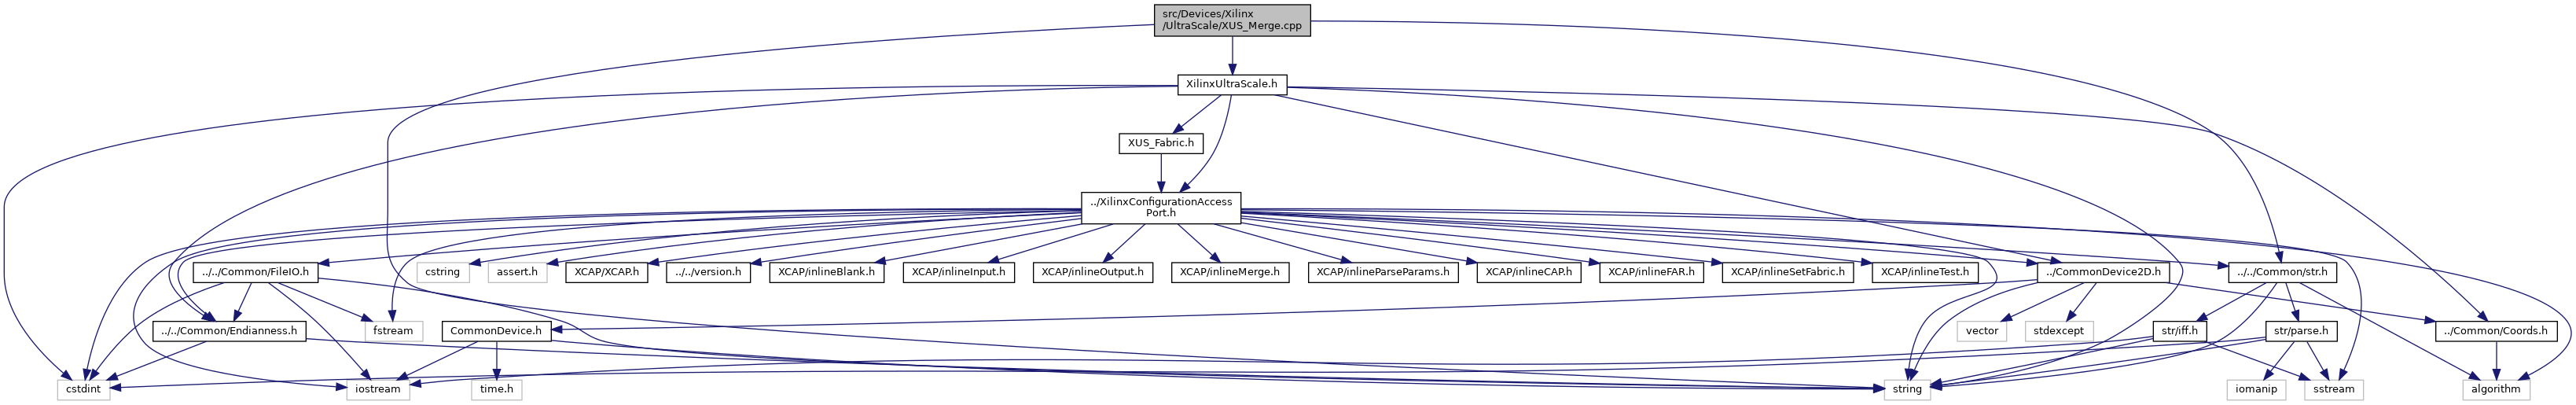 src/Devices/Xilinx
/UltraScale/XUS_Merge.cpp
XilinxUltraScale.h
XUS_Fabric.h
../XilinxConfigurationAccess
Port.h
../../Common/FileIO.h
cstring
assert.h
XCAP/XCAP.h
../../version.h
XCAP/inlineBlank.h
XCAP/inlineInput.h
XCAP/inlineOutput.h
XCAP/inlineMerge.h
XCAP/inlineParseParams.h
XCAP/inlineCAP.h
XCAP/inlineFAR.h
XCAP/inlineSetFabric.h
XCAP/inlineTest.h
../CommonDevice2D.h
../../Common/str.h
../../Common/Endianness.h
fstream
CommonDevice.h
vector
stdexcept
str/iff.h
str/parse.h
../Common/Coords.h
cstdint
iostream
time.h
string
iomanip
sstream
algorithm